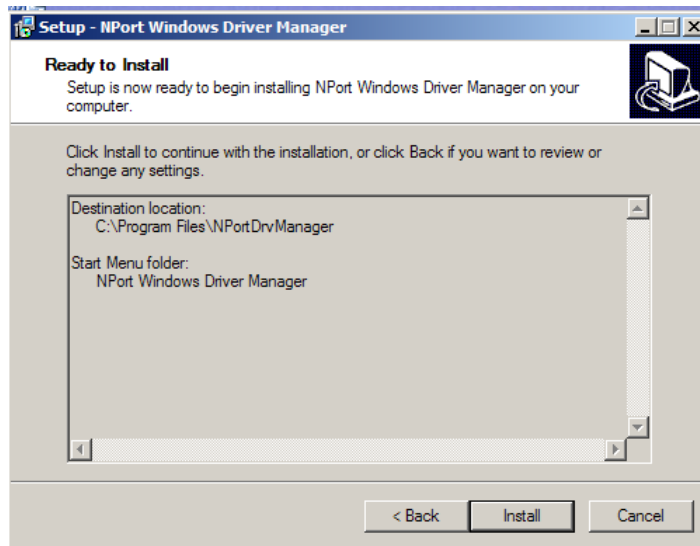 Setup - NPort Windows Driver Manager
Ready to Install
Setup is now ready to begin installing NPort Windows Driver Manager on your
computer.
Click Install to continue with the installation, or click Back if you want to review or
change any settings.
Destination location:
C:\Program Files\NPortDrvManager
Start Menu folder:
NPort Windows Driver Manager
< Back
Install
Cancel